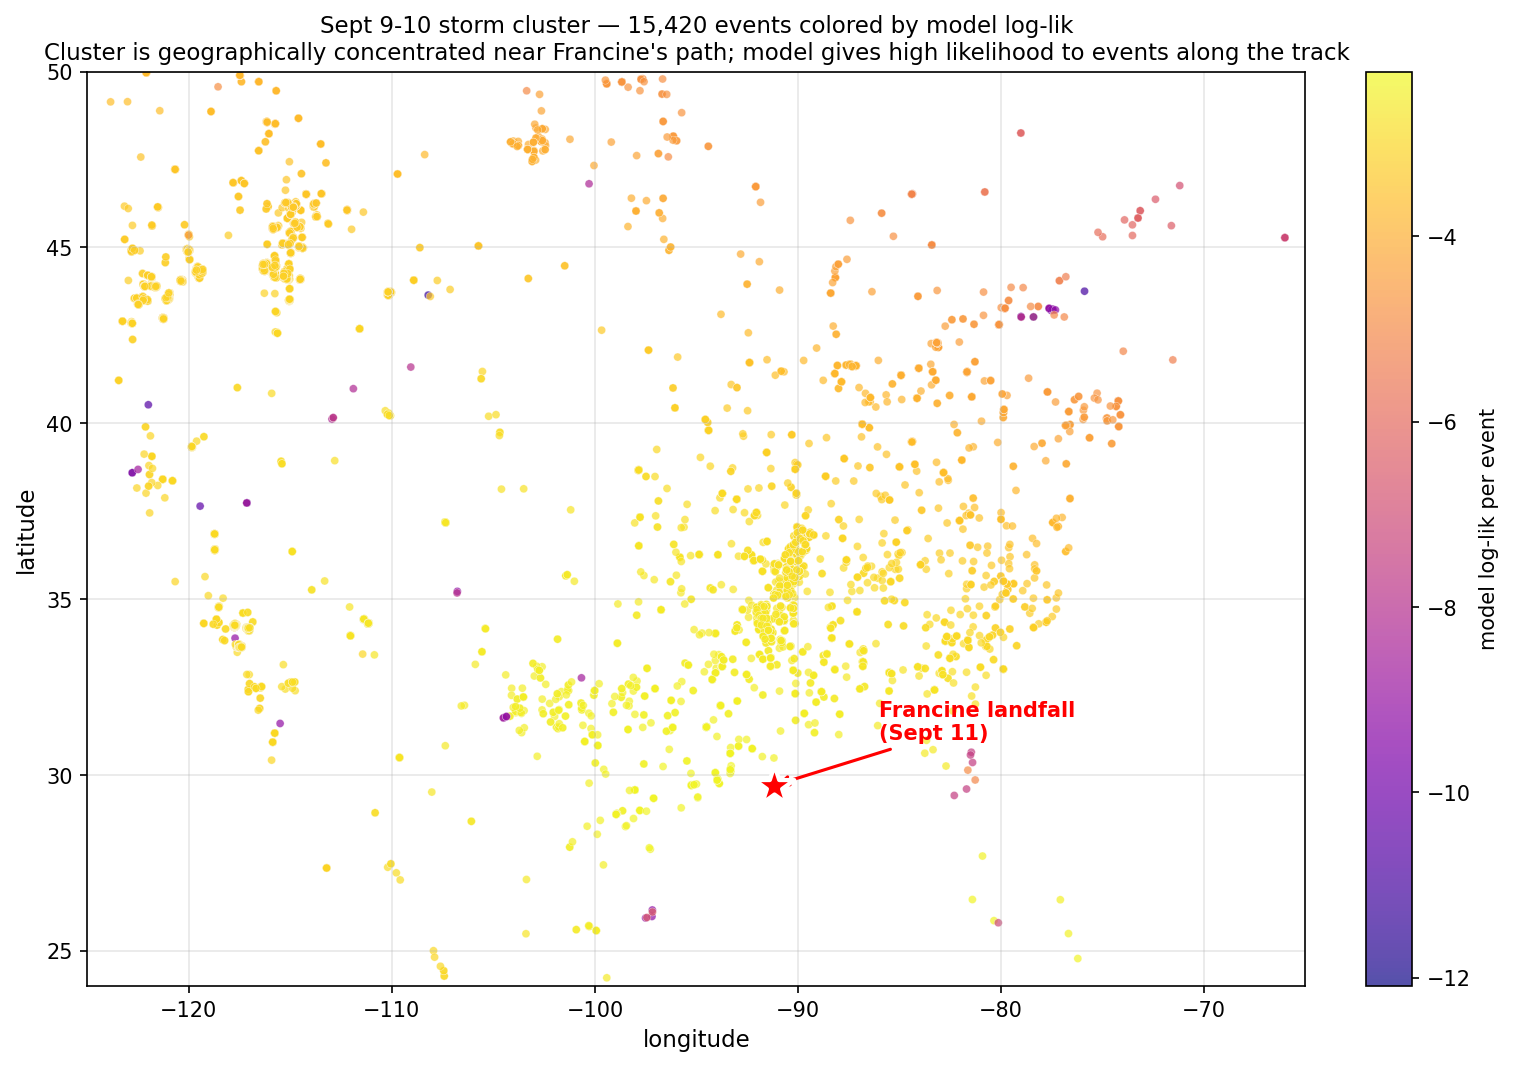 Sept 9-10 storm cluster — 15,420 events colored by model log-lik
Cluster is geographically concentrated near Francine's path; model gives high likelihood to events along the track
50
45
40
35
30
25
latitude
−120
−110
−100
−90
−80
−70
longitude
Francine landfall
(Sept 11)
−4
−6
−8
−10
−12
model log-lik per event